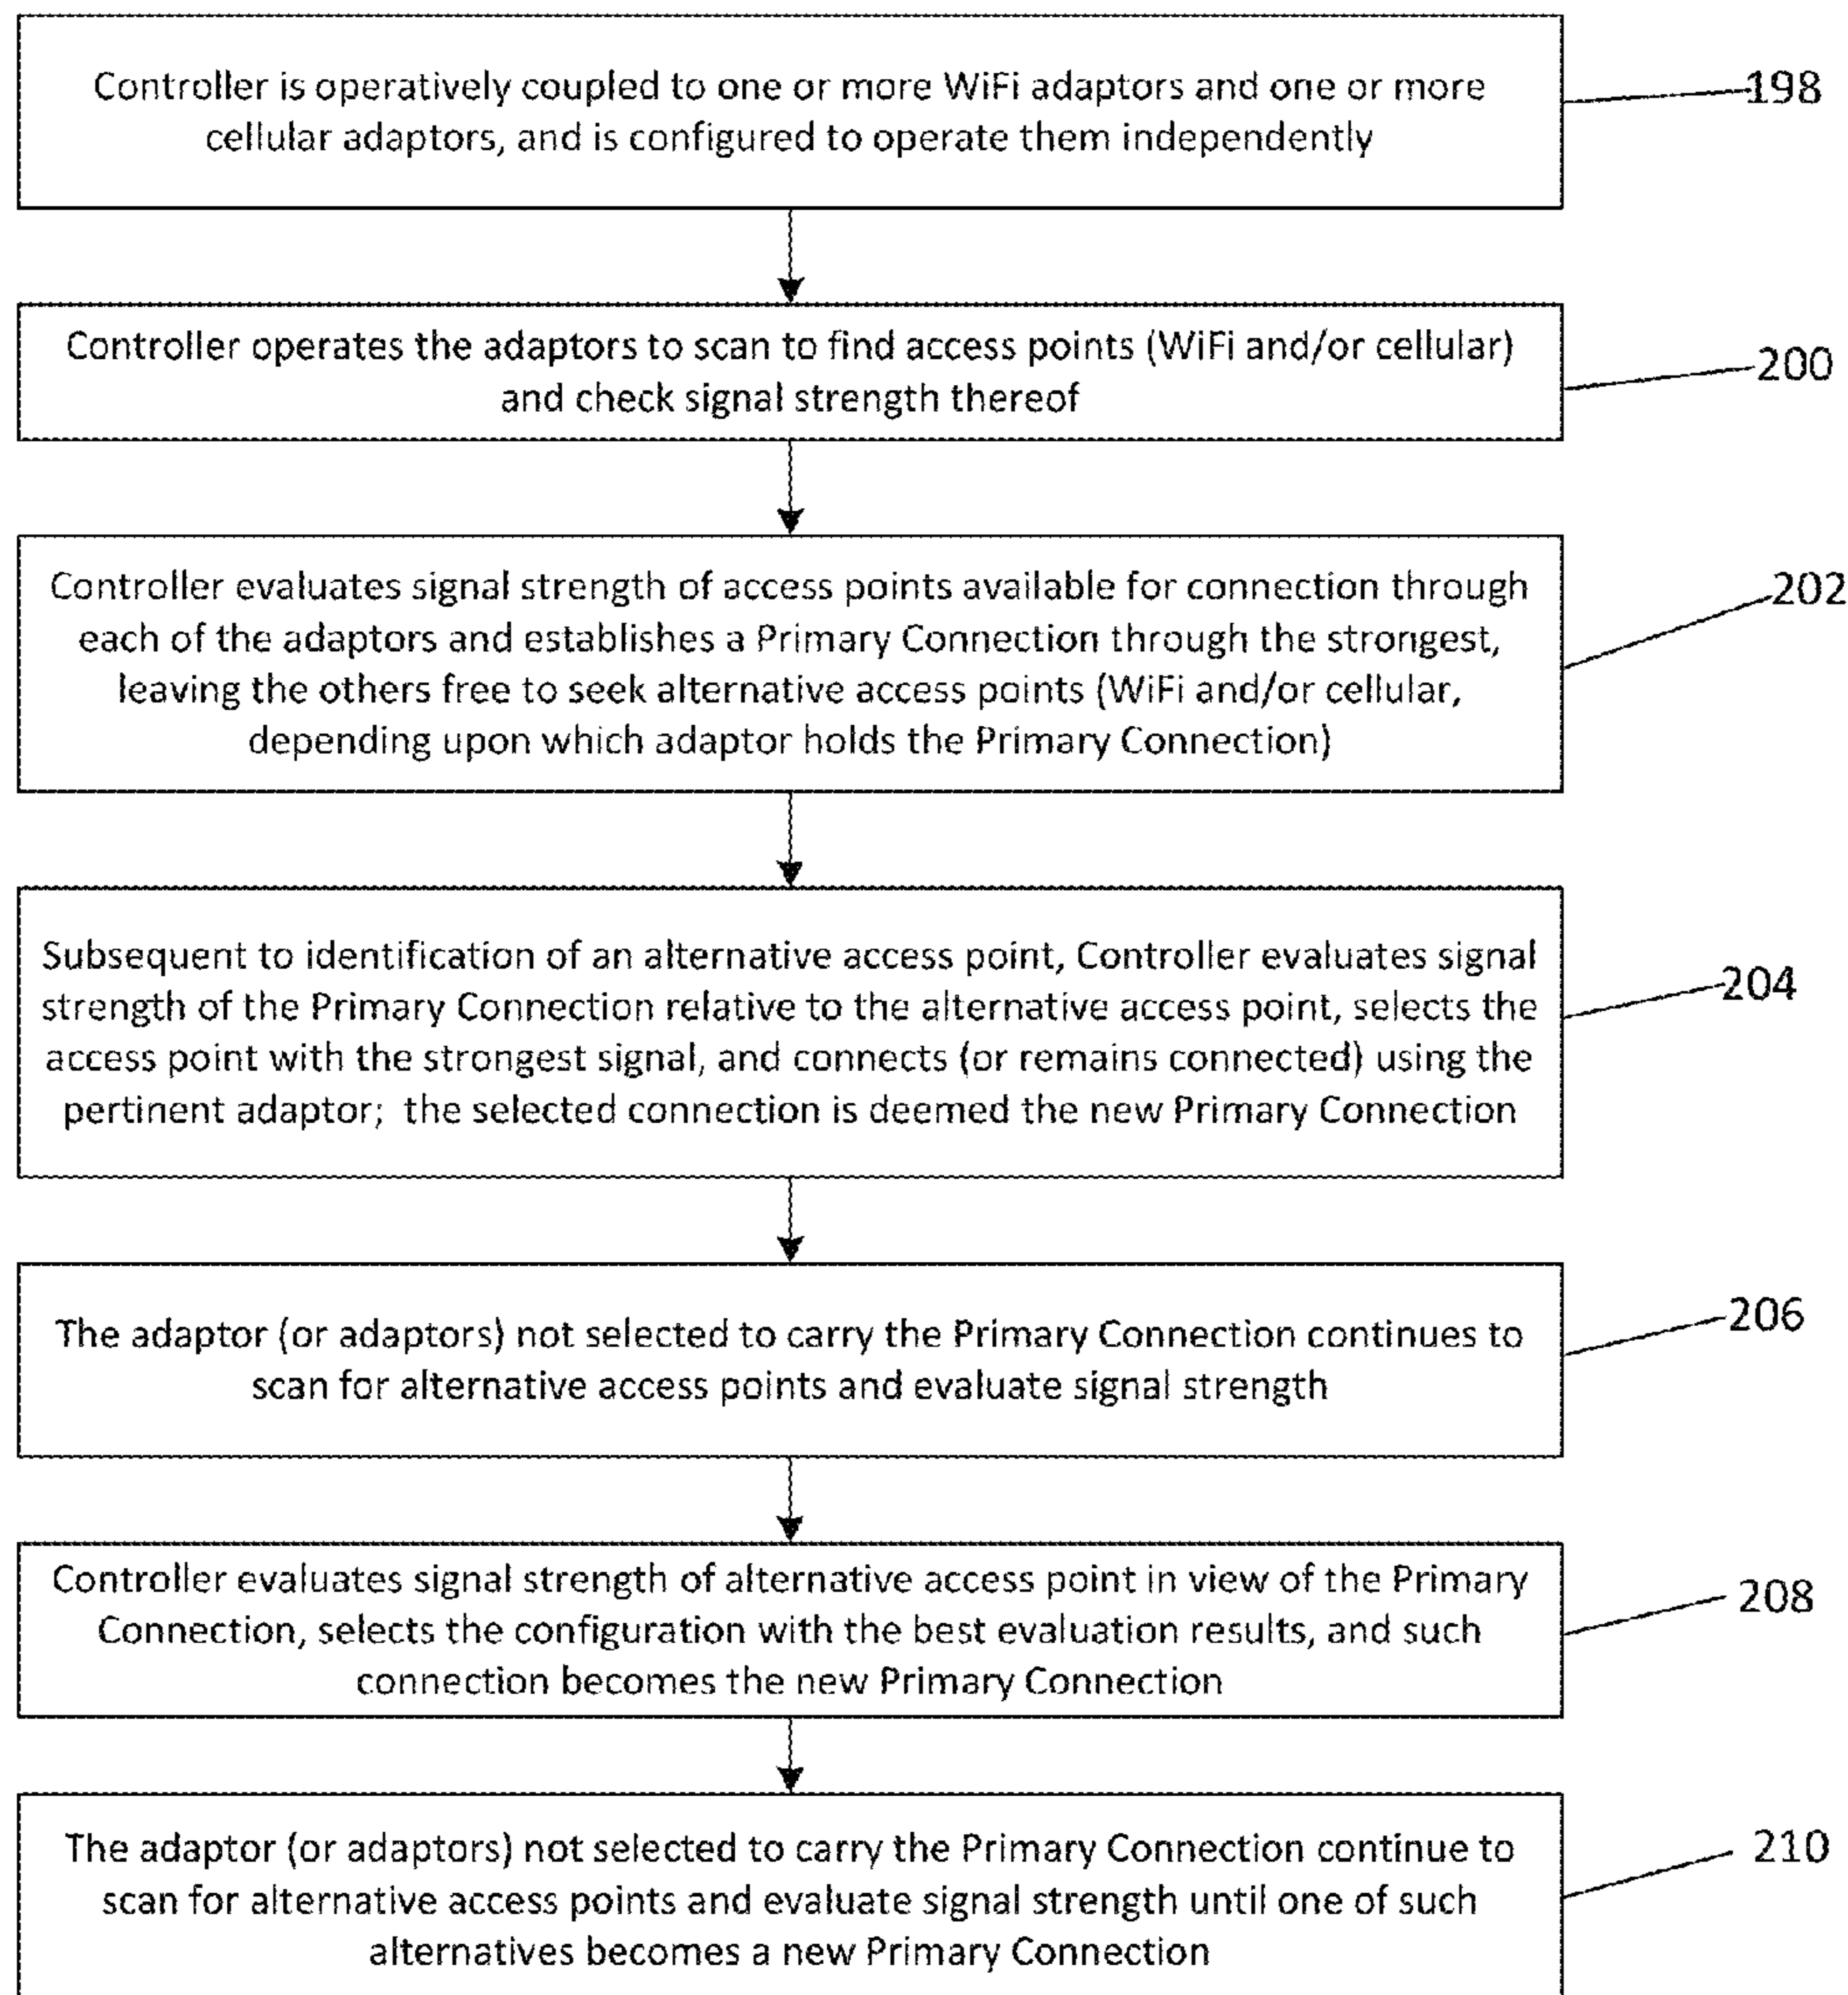 Controller is operatively coupled to one or more WiFi adaptors and one or more
cellular adaptors, and is configured to operate them independently
198
Controller operates the adaptors to scan to find access points (WiFi and/or cellular)
and check signal strength thereof
200
Controller evaluates signal strength of access points available for connection through
each of the adaptors and establishes a Primary Connection through the strongest,
leaving the others free to seek alternative access points (WiFi and/or cellular,
depending upon which adaptor holds the Primary Connection)
202
Subsequent to identification of an alternative access point, Controller evaluates signal
strength of the Primary Connection relative to the alternative access point, selects the
access point with the strongest signal, and connects (or remains connected) using the
pertinent adaptor; the selected connection is deemed the new Primary Connection
204
The adaptor (or adaptors) not selected to carry the Primary Connection continues to
scan for alternative access points and evaluate signal strength
206
Controller evaluates signal strength of alternative access point in view of the Primary
Connection, selects the configuration with the best evaluation results, and such
connection becomes the new Primary Connection
208
The adaptor (or adaptors) not selected to carry the Primary Connection continue to
scan for alternative access points and evaluate signal strength until one of such
alternatives becomes a new Primary Connection
210